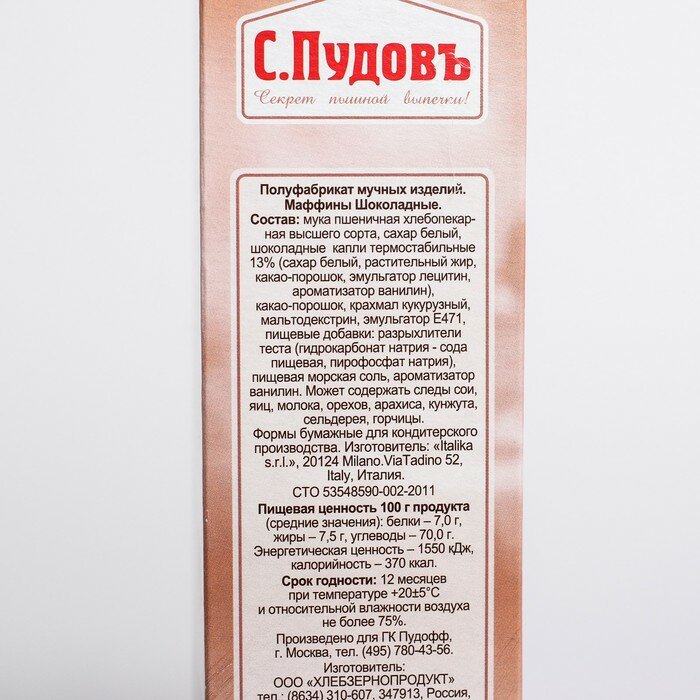 С.Пудовъ
Секрет пышной выпечки!
Полуфабрикат мучных изделий.
Маффины Шоколадные.
Состав: мука пшеничная хлебопекар-
ная высшего сорта, сахар белый,
шоколадные капли термостабильные
13% (сахар белый, растительный жир,
какао-порошок, эмульгатор лецитин,
ароматизатор ванилин),
какао-порошок, крахмал кукурузный,
мальтодекстрин, эмульгатор Е471,
пищевые добавки: разрыхлители
теста (гидрокарбонат натрия - сода
пищевая, пирофосфат натрия),
пищевая морская соль, ароматизатор
ванилин. Может содержать следы сои,
яиц, молока, орехов, арахиса, кунжута,
сельдерея, горчицы.
Формы бумажные для кондитерского
производства. Изготовитель: «Italika
s.r.l.», 20124 Milano.ViaTadino 52,
Italy, Италия.
СТО 53548590-002-2011
Пищевая ценность 100 г продукта
(средние значения): белки – 7,0 г,
жиры – 7,5 г, углеводы – 70,0 г.
Энергетическая ценность – 1550 кДж,
калорийность – 370 ккал.
Срок годности: 12 месяцев
при температуре +20±5°С
и относительной влажности воздуха
не более 75%.
Произведено для ГК Пудофф,
г. Москва, тел. (495) 780-43-56.
Изготовитель:
ООО «ХЛЕБЗЕРНОПРОДУКТ»
тел.: (8634) 310-607, 347913, Россия,